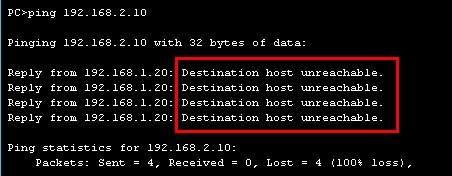 PC>ping 192.168.2.10
Pinging 192.168.2.10 with 32 bytes of data:
Reply from 192.168.1.20: Destination host unreachable.
Reply from 192.168.1.20: Destination host unreachable.
Reply from 192.168.1.20: Destination host unreachable.
Reply from 192.168.1.20: Destination host unreachable.
Ping statistics for 192.168.2.10:
Packets: Sent = 4, Received = 0, Lost = 4 (100% loss),